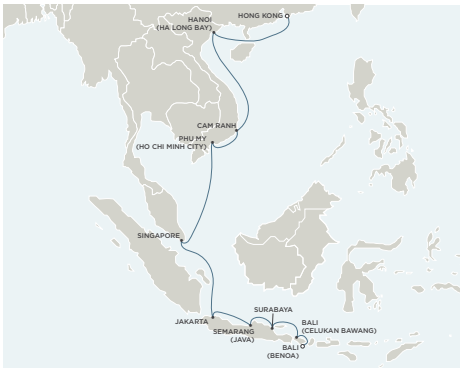 HONG KONG
HANOI
(HA LONG BAY)
CAM RANH
PHU MY
(HO CHI MINH CITY)
SINGAPORE
JAKARTA
SEMARANG
(JAVA)
SURABAYA
BALI
(CELUKAN BAWANG)
BALI
(BENOA)